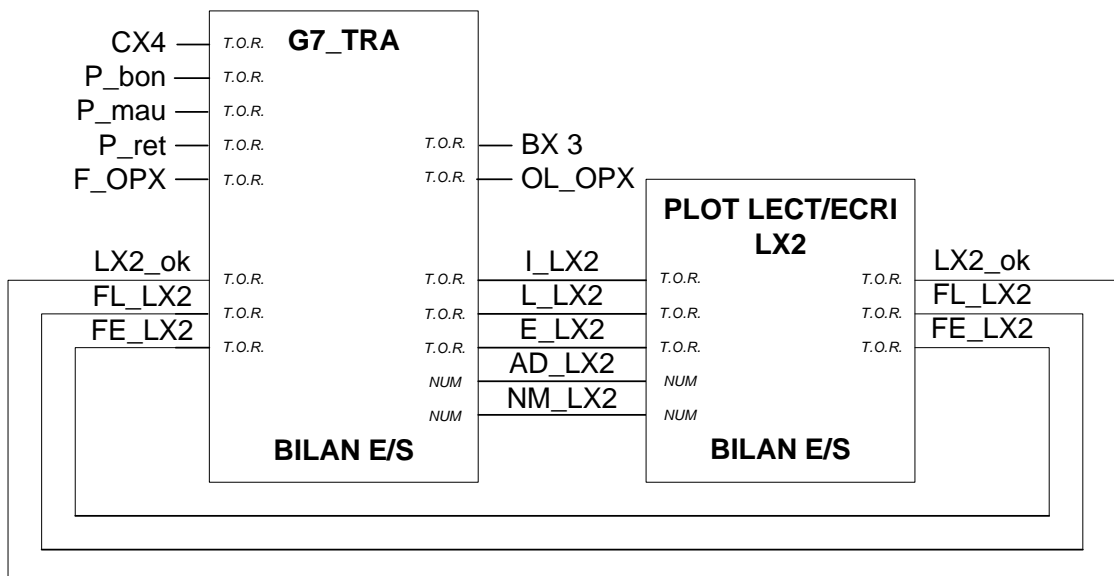 CX4 T.O.R. G7_TRA
P_bon T.O.R.
P_mau T.O.R.
P_ret T.O.R. T.O.R. BX 3
F_OPX T.O.R. T.O.R. OL_OPX
PLOT LECT/ECRI
LX2
LX2_ok T.O.R. T.O.R. I_LX2 T.O.R. T.O.R. LX2_ok
FL_LX2 T.O.R. T.O.R. L_LX2 T.O.R. T.O.R. FL_LX2
FE_LX2 T.O.R. T.O.R. E_LX2 T.O.R. T.O.R. FE_LX2
NUM AD_LX2 NUM
NUM NM_LX2 NUM
BILAN E/S BILAN E/S